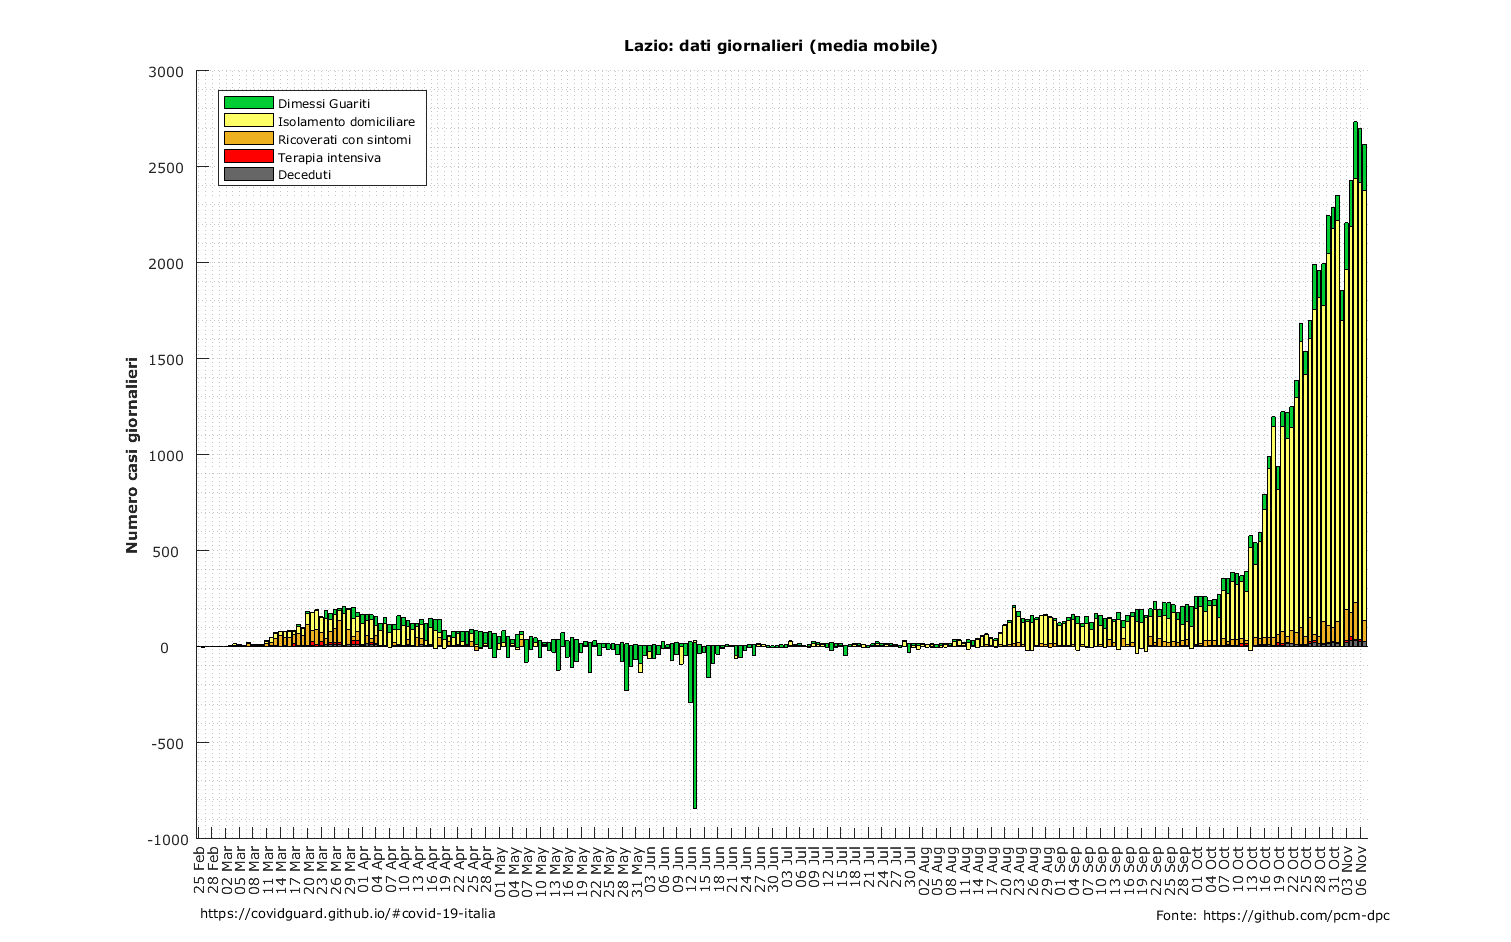 Lazio: dati giornalieri (media mobile)
Dimessi Guariti
Isolamento domiciliare
Ricoverati con sintomi
Terapia intensiva
Deceduti
Numero casi giornalieri
3000
2500
2000
1500
1000
500
0
-500
-1000
25 Feb
28 Feb
02 Mar
05 Mar
08 Mar
11 Mar
14 Mar
17 Mar
20 Mar
23 Mar
26 Mar
29 Mar
01 Apr
04 Apr
07 Apr
10 Apr
13 Apr
16 Apr
19 Apr
22 Apr
25 Apr
28 Apr
01 May
04 May
07 May
10 May
13 May
16 May
19 May
22 May
25 May
28 May
31 May
03 Jun
06 Jun
09 Jun
12 Jun
15 Jun
18 Jun
21 Jun
24 Jun
27 Jun
30 Jun
03 Jul
06 Jul
09 Jul
12 Jul
15 Jul
18 Jul
21 Jul
24 Jul
27 Jul
30 Jul
02 Aug
05 Aug
08 Aug
11 Aug
14 Aug
17 Aug
20 Aug
23 Aug
26 Aug
29 Aug
01 Sep
04 Sep
07 Sep
10 Sep
13 Sep
16 Sep
19 Sep
22 Sep
25 Sep
28 Sep
01 Oct
04 Oct
07 Oct
10 Oct
13 Oct
16 Oct
19 Oct
22 Oct
25 Oct
28 Oct
31 Oct
03 Nov
06 Nov
https://covidguard.github.io/#covid-19-italia
Fonte: https://github.com/pcm-dpc